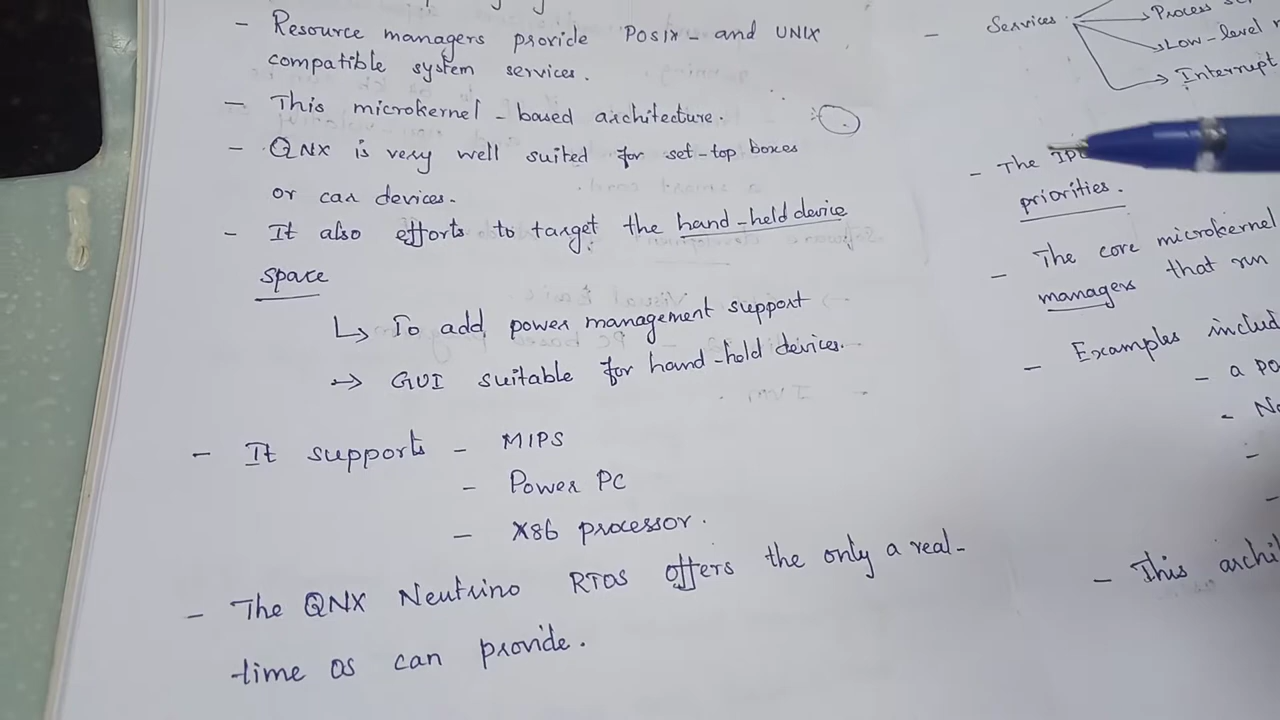 - Resource managers provide POSIX- and UNIX
compatible system services.
- This microkernel-based architecture.
- QNX is very well suited for set-top boxes
or car devices.
- It also efforts to target the hand-held device
space
↳ To add power management support
→ GUI suitable for hand-hold devices.
- It supports - MIPS
- Power PC
- X86 processor.
- The QNX Neutrino RTOS offers the only a real-
time os can provide.
- Services
→ Process
→ Low-level
→ Interrupt
- The
priorities.
- The core microkernel
managers that run
- Examples
- a
-
-
-
- This